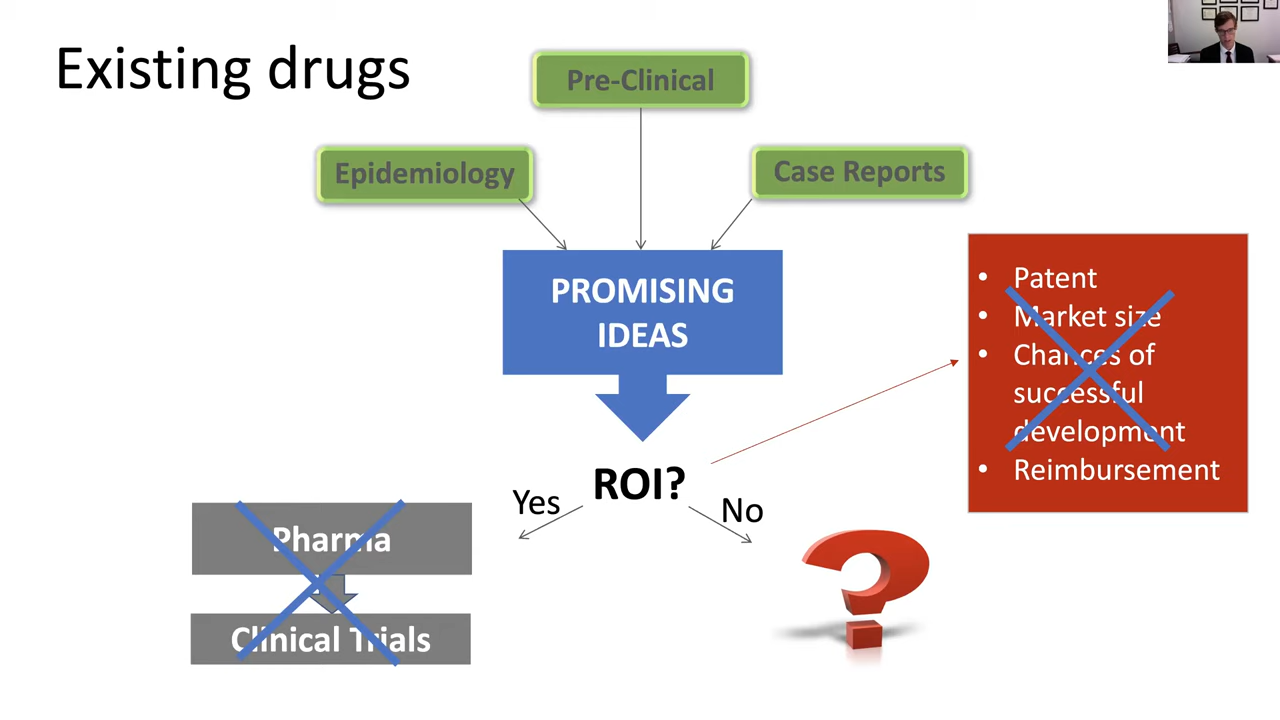 Existing drugs
Pre-Clinical
Epidemiology
Case Reports
PROMISING
IDEAS
• Patent
• Market size
• Chances of
successful
development
• Reimbursement
ROI?
Yes
No
Pharma
Clinical Trials
?